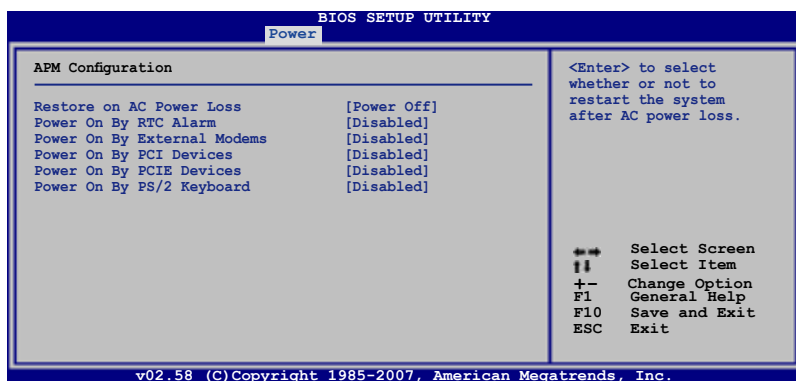 BIOS SETUP UTILITY
Power
APM Configuration
Restore on AC Power Loss [Power Off]
Power On By RTC Alarm [Disabled]
Power On By External Modems [Disabled]
Power On By PCI Devices [Disabled]
Power On By PCIE Devices [Disabled]
Power On By PS/2 Keyboard [Disabled]
<Enter> to select
whether or not to
restart the system
after AC power loss.
←→ Select Screen
↑↓ Select Item
+- Change Option
F1 General Help
F10 Save and Exit
ESC Exit
v02.58 (C)Copyright 1985-2007, American Megatrends, Inc.